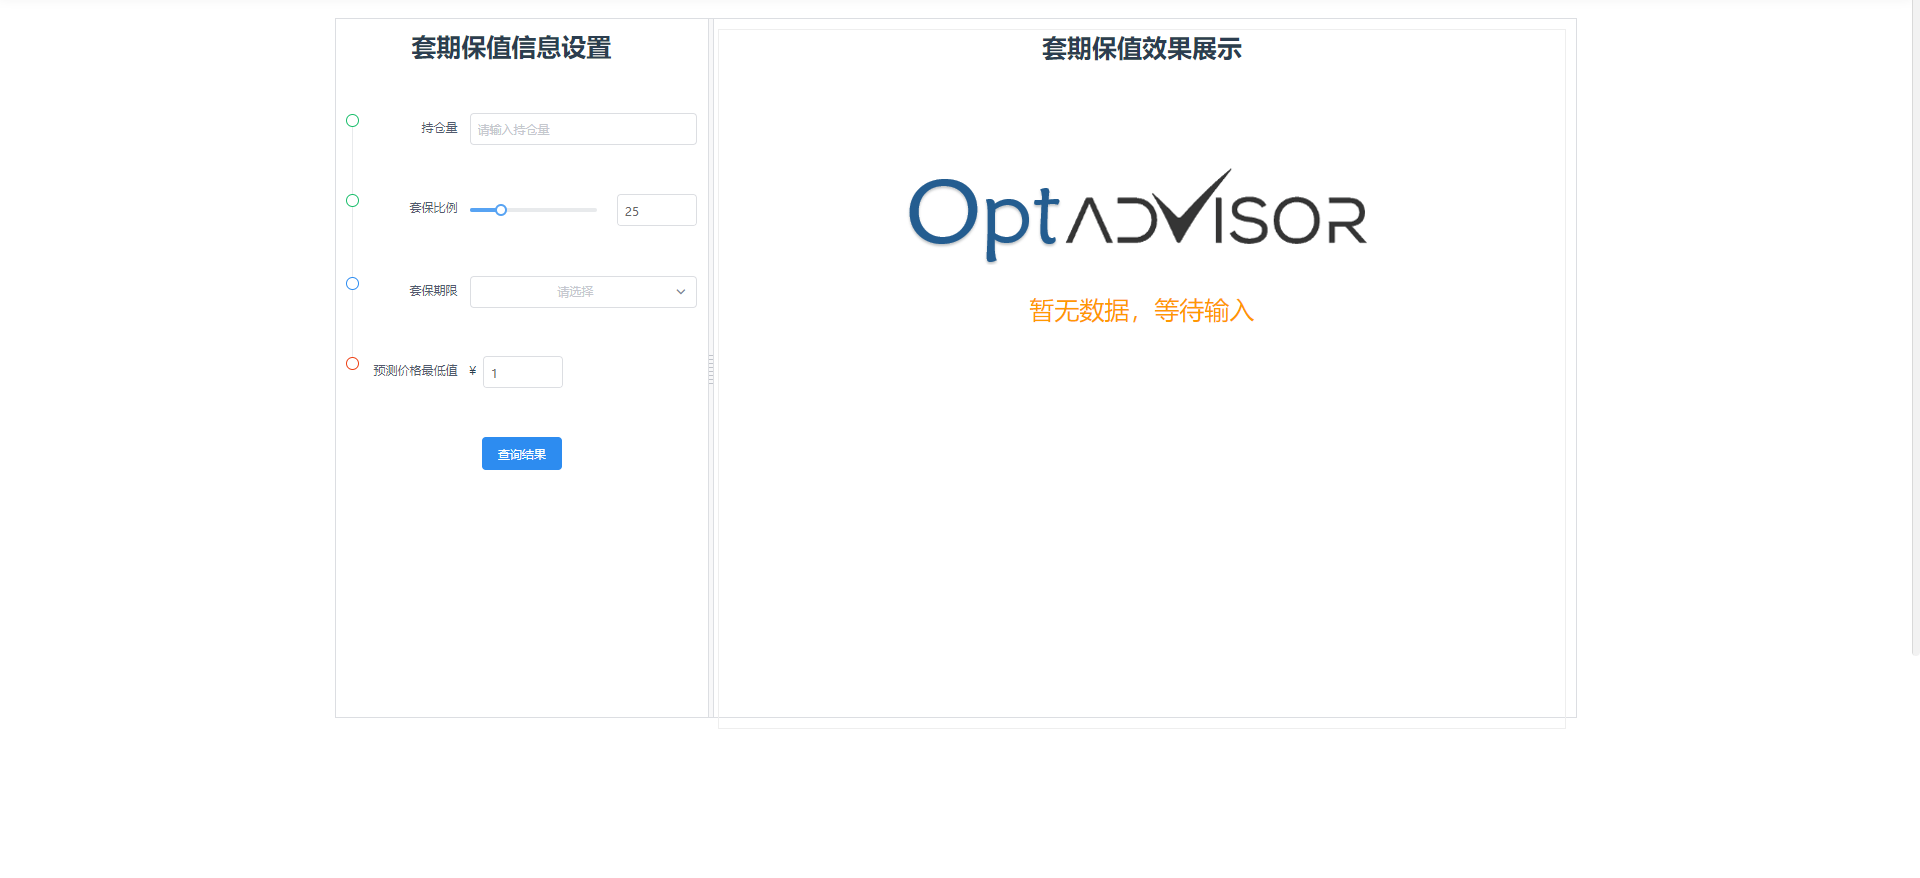 套期保值信息设置
持仓量 请输入持仓量
套保比例 25
套保期限 请选择
预测价格最低值 ¥ 1
查询结果
套期保值效果展示
OptADVISOR
暂无数据，等待输入